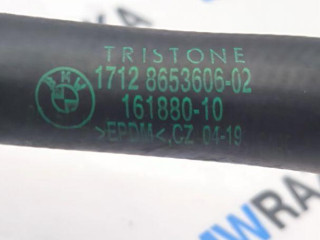 TRISTONE
1712 8653606-02
161880-10
>EPDM<,CZ 04-19